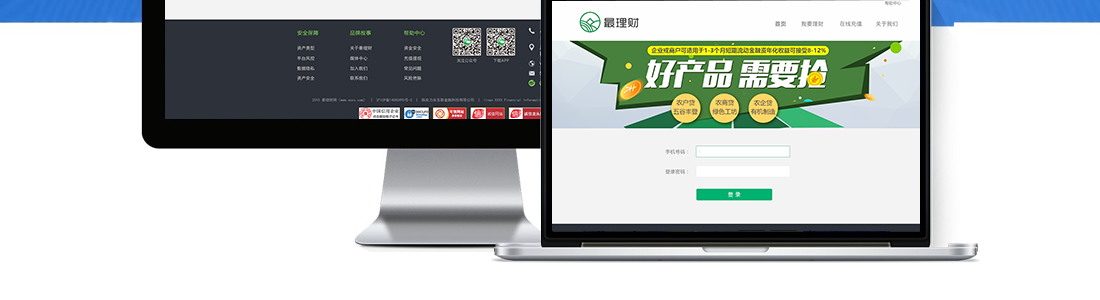 安全保障 品牌故事 帮助中心
资产类型 关于最理财 资金安全
平台风控 媒体中心 充值提现
数据隐私 加入我们 常见问题
资产安全 联系我们 风险把脉
关注公众号 下载APP
帮助中心
最理财
首页 我要理财 在线充值 关于我们
企业或商户可适用于1-3个月短期流动金融资年化收益可接受8-12%
好产品 需要抢
农户贷 农商贷 农企贷
五谷丰登 绿色工坊 有机制造
手机号码：
登录密码：
登 录